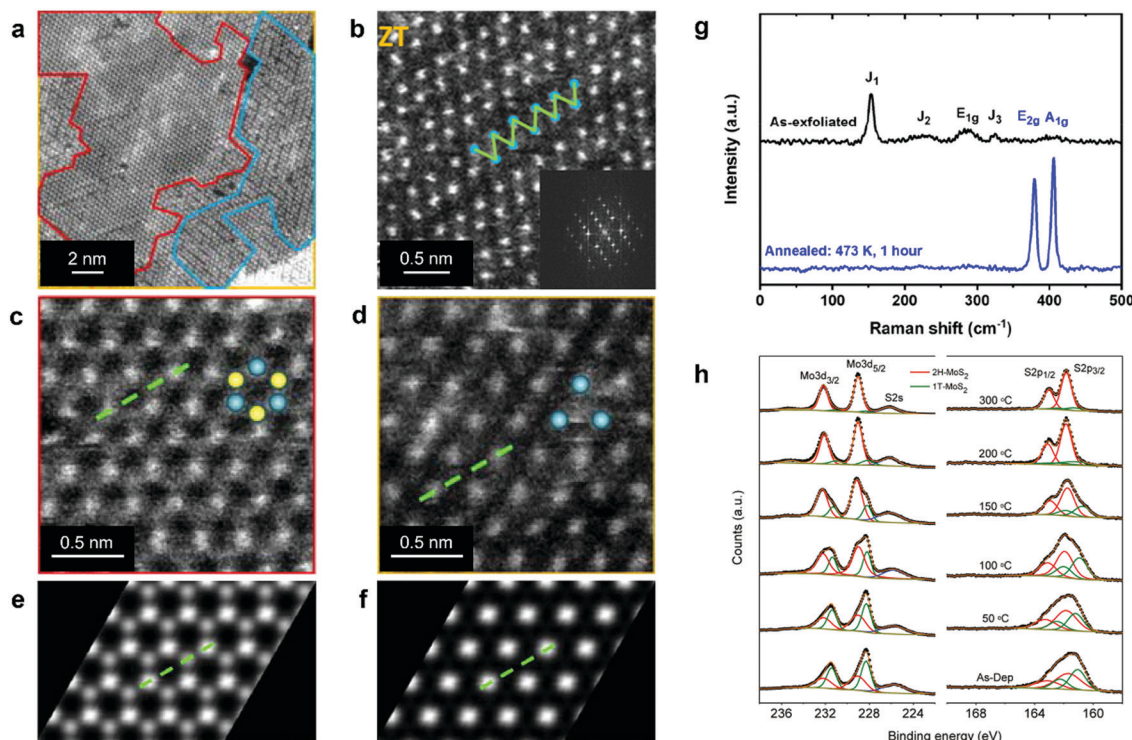 a
2 nm
b
ZT
0.5 nm
c
0.5 nm
d
0.5 nm
e
f
g
Intensity (a.u.)
As-exfoliated
J₁
J₂
E₁g
J₃
E₂g
A₁g
Annealed: 473 K, 1 hour
0 100 200 300 400 500
Raman shift (cm⁻¹)
h
Counts (a.u.)
Mo3d₃/₂
Mo3d₅/₂
S2s
2H-MoS₂
1T-MoS₂
S2p₁/₂
S2p₃/₂
300 °C
200 °C
150 °C
100 °C
50 °C
As-Dep
236 232 228 224 168 164 160
Binding energy (eV)